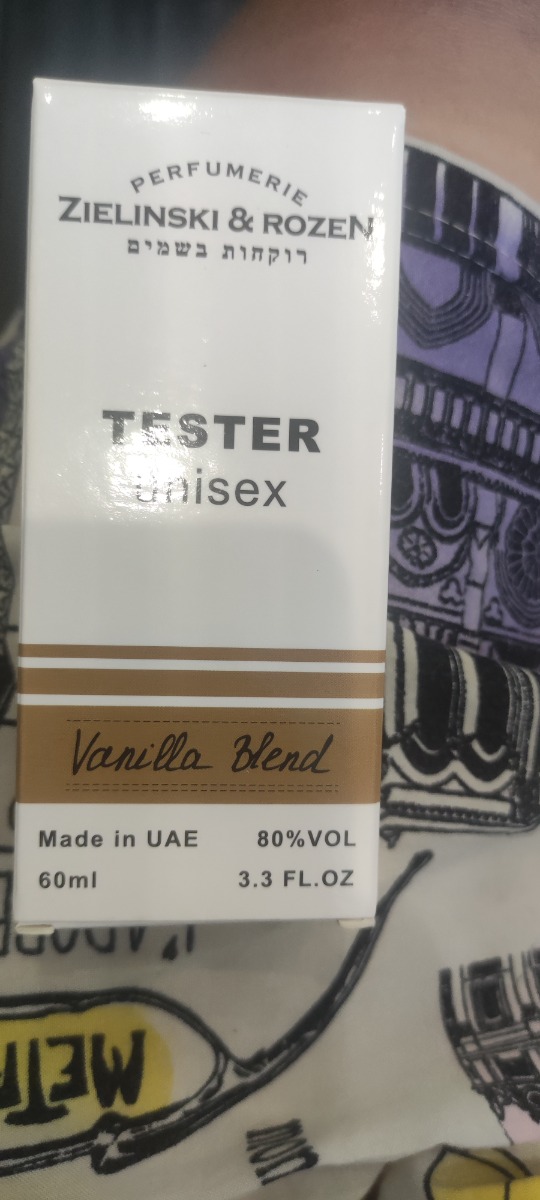 PERFUMERIE
ZIELINSKI & ROZEN
רוקחות בשמים
TESTER
unisex
Vanilla Blend
Made in UAE 80%VOL
60ml 3.3 FL.OZ
J'ADORE